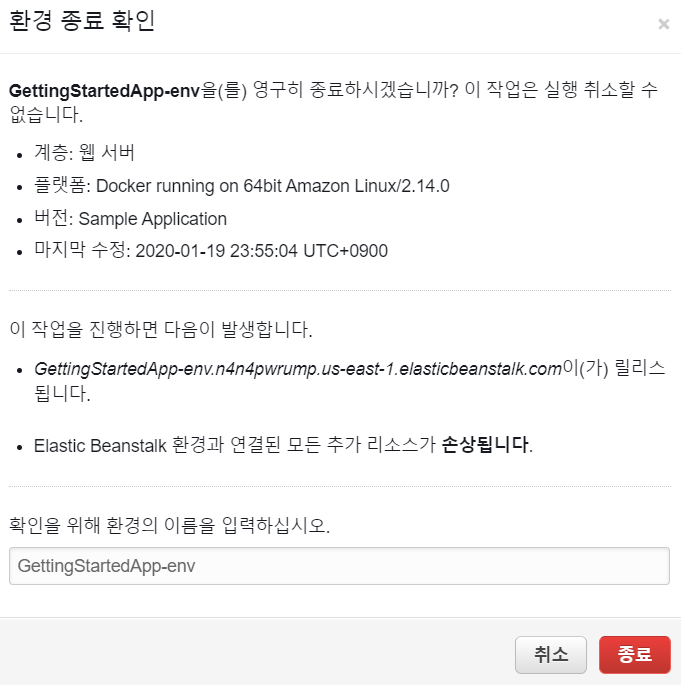 환경 종료 확인
×
GettingStartedApp-env을(를) 영구히 종료하시겠습니까? 이 작업은 실행 취소할 수
없습니다.
• 계층: 웹 서버
• 플랫폼: Docker running on 64bit Amazon Linux/2.14.0
• 버전: Sample Application
• 마지막 수정: 2020-01-19 23:55:04 UTC+0900
이 작업을 진행하면 다음이 발생합니다.
• GettingStartedApp-env.n4n4pwrump.us-east-1.elasticbeanstalk.com이(가) 릴리스
됩니다.
• Elastic Beanstalk 환경과 연결된 모든 추가 리소스가 손상됩니다.
확인을 위해 환경의 이름을 입력하십시오.
GettingStartedApp-env
취소
종료